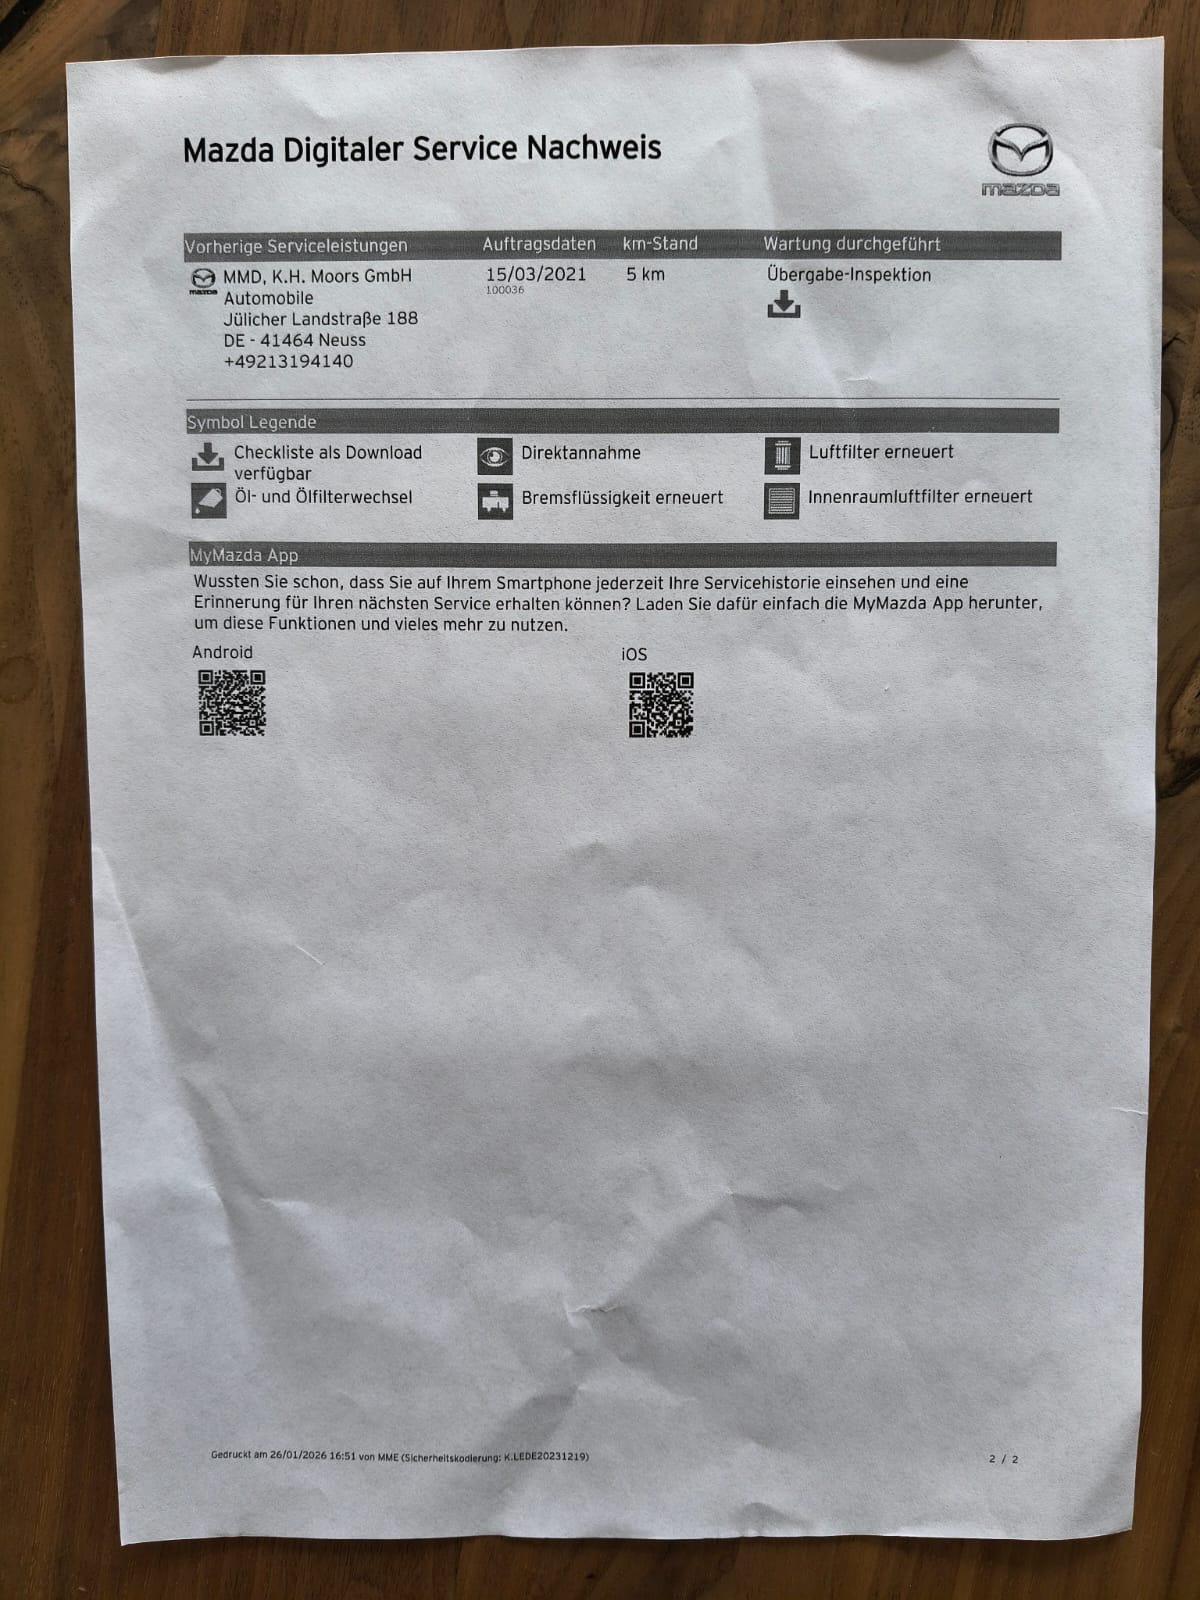 Mazda Digitaler Service Nachweis
mazda
Vorherige Serviceleistungen Auftragsdaten km-Stand Wartung durchgeführt
mazda MMD, K.H. Moors GmbH 15/03/2021 5 km Übergabe-Inspektion
100036
Automobile
Jülicher Landstraße 188
DE - 41464 Neuss
+49213194140
Symbol Legende
Checkliste als Download Direktannahme Luftfilter erneuert
verfügbar
Öl- und Ölfilterwechsel Bremsflüssigkeit erneuert Innenraumluftfilter erneuert
MyMazda App
Wussten Sie schon, dass Sie auf Ihrem Smartphone jederzeit Ihre Servicehistorie einsehen und eine
Erinnerung für Ihren nächsten Service erhalten können? Laden Sie dafür einfach die MyMazda App herunter,
um diese Funktionen und vieles mehr zu nutzen.
Android iOS
Gedruckt am 26/01/2026 16:51 von MME (Sicherheitskodierung: K.LEDE20231219) 2 / 2